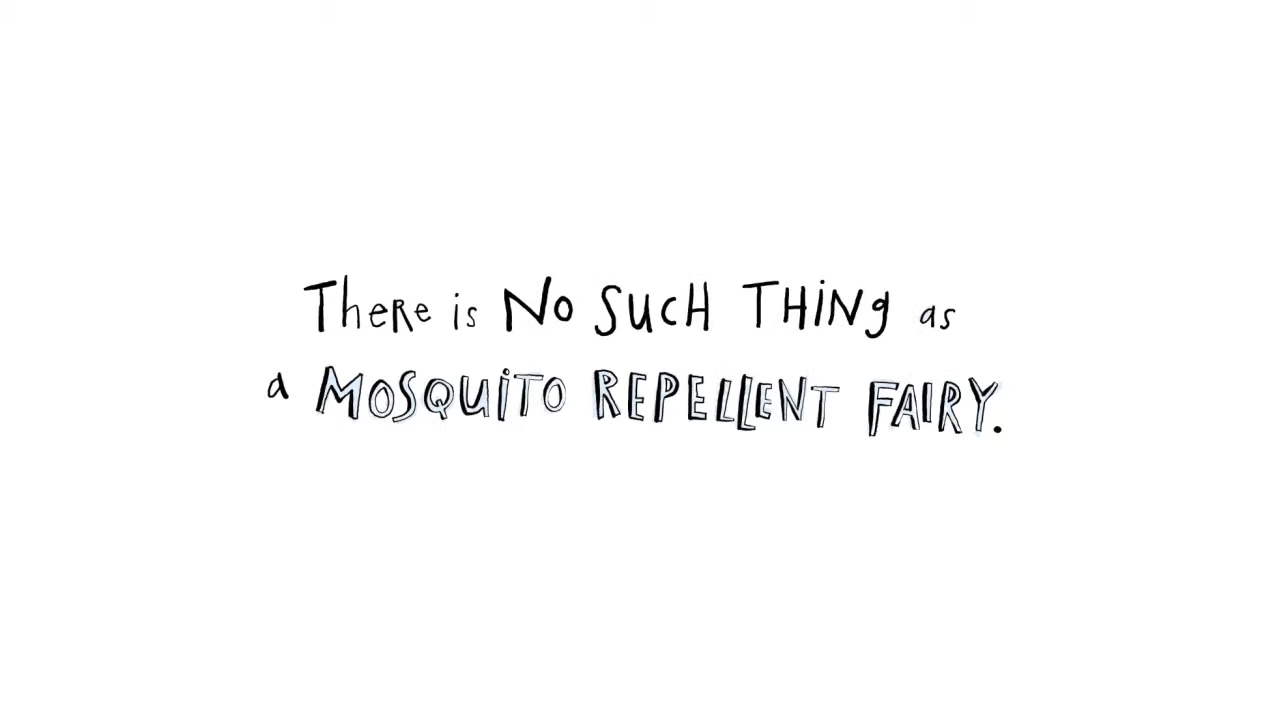 There is No SUCH THING as
a MOSQUITO REPELLENT FAIRY.